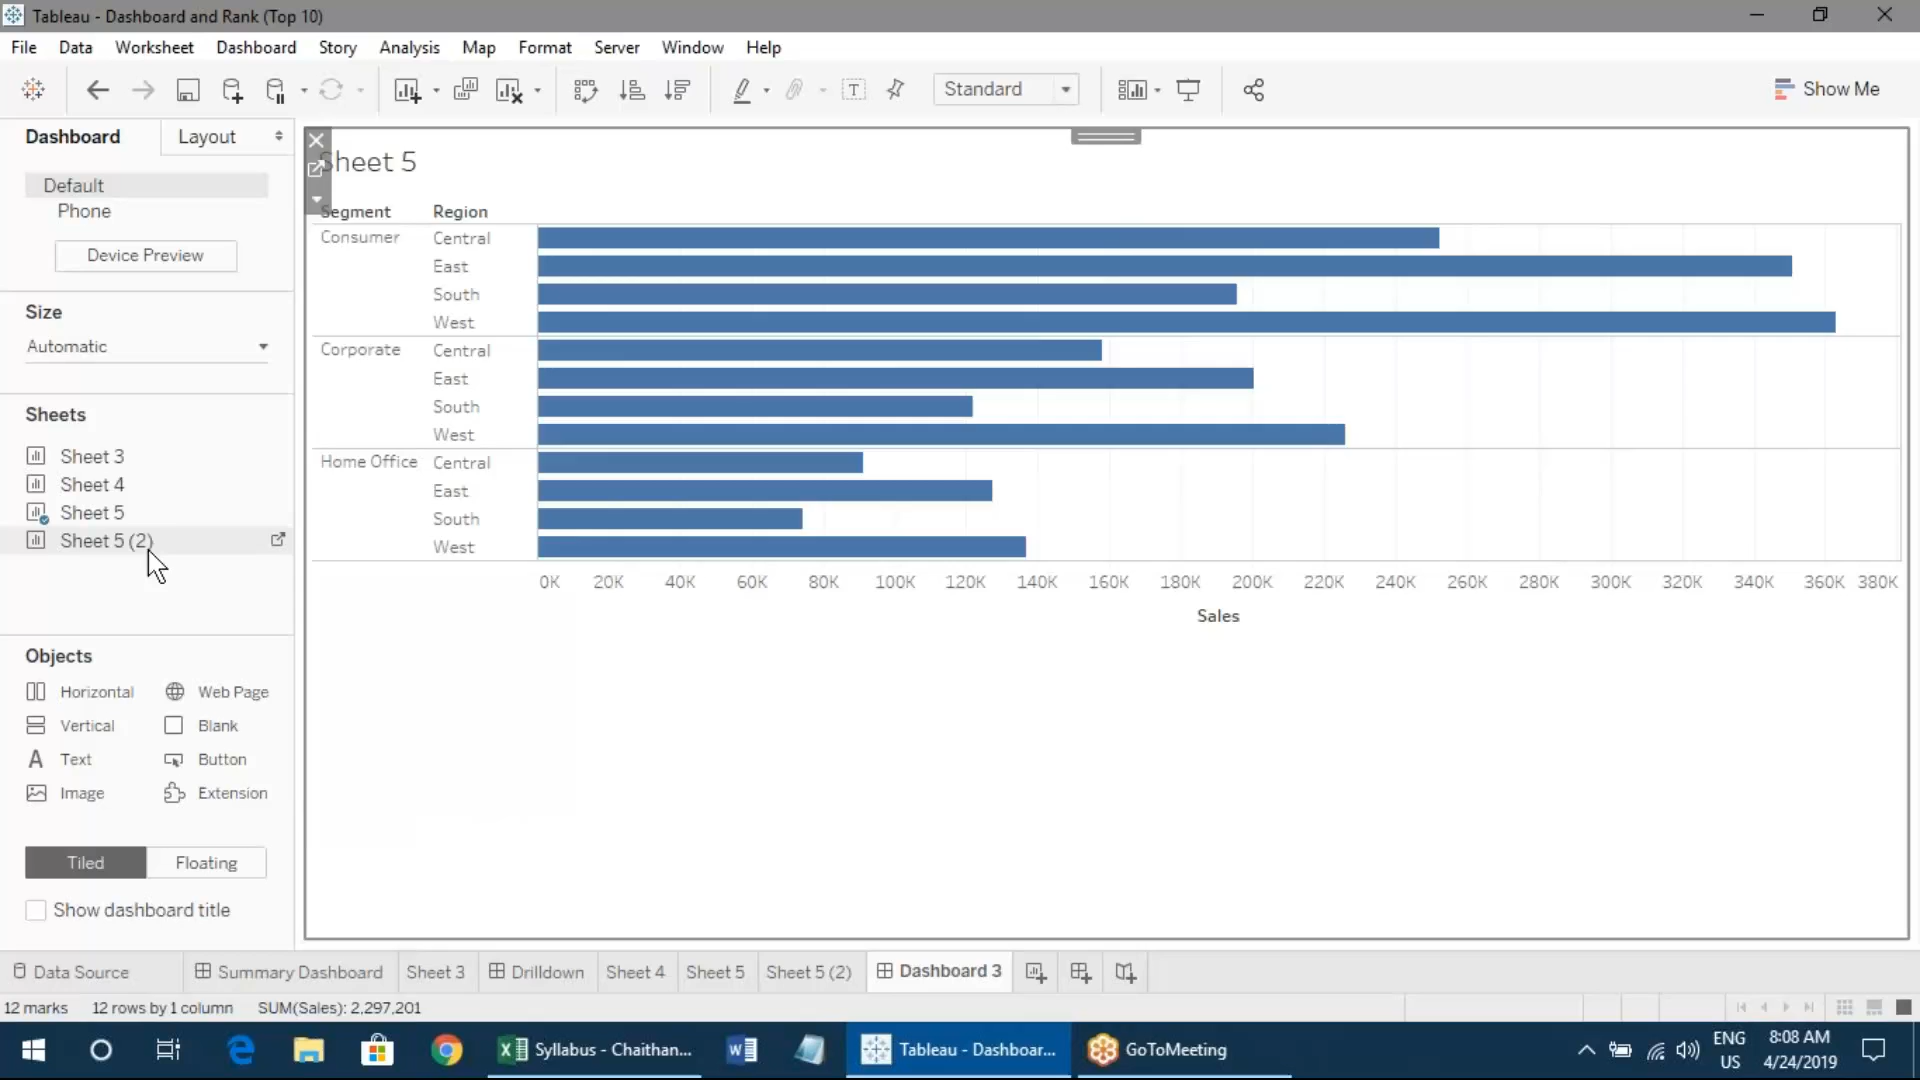 Tableau - Dashboard and Rank (Top 10)
File Data Worksheet Dashboard Story Analysis Map Format Server Window Help
Standard
Show Me
Dashboard Layout
Default
Phone
Device Preview
Size
Automatic
Sheets
Sheet 3
Sheet 4
Sheet 5
Sheet 5 (2)
Objects
Horizontal Web Page
Vertical Blank
A Text Button
Image Extension
Tiled Floating
Show dashboard title
Sheet 5
Segment Region
Consumer Central
East
South
West
Corporate Central
East
South
West
Home Office Central
East
South
West
0K 20K 40K 60K 80K 100K 120K 140K 160K 180K 200K 220K 240K 260K 280K 300K 320K 340K 360K 380K
Sales
Data Source Summary Dashboard Sheet 3 Drilldown Sheet 4 Sheet 5 Sheet 5 (2) Dashboard 3
12 marks 12 rows by 1 column SUM(Sales): 2,297,201
Syllabus - Chaithan... Tableau - Dashboar... GoToMeeting
ENG
US
8:08 AM
4/24/2019